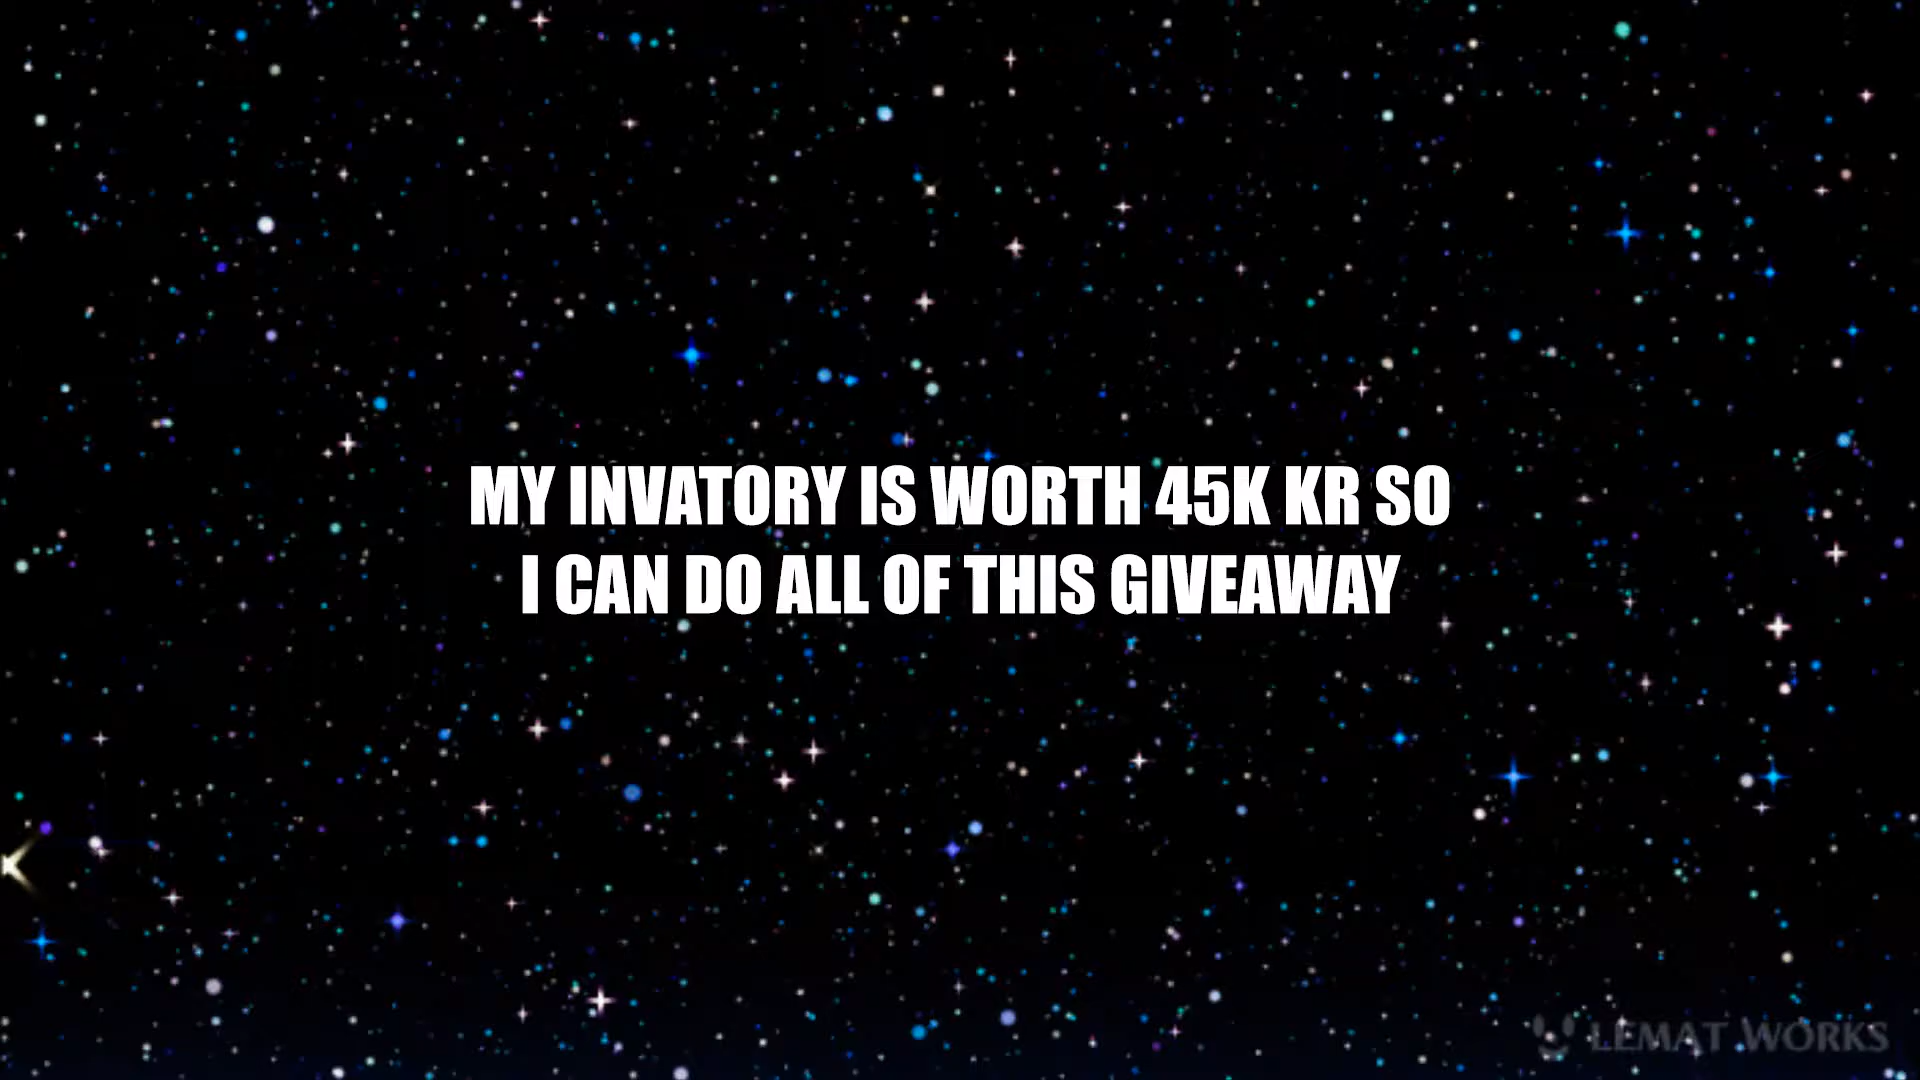 MY INVATORY IS WORTH 45K KR SO
I CAN DO ALL OF THIS GIVEAWAY
LEMAT WORKS